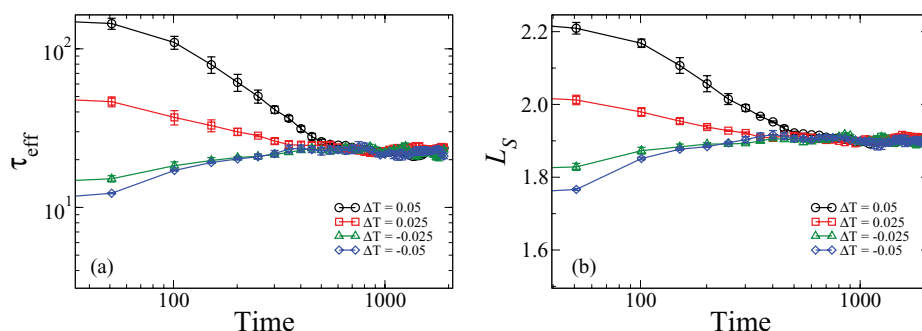 10²
10¹
τeff
100
1000
Time
(a)
ΔT = 0.05
ΔT = 0.025
ΔT = -0.025
ΔT = -0.05
2.2
2.0
1.8
1.6
L_S
100
1000
Time
(b)
ΔT = 0.05
ΔT = 0.025
ΔT = -0.025
ΔT = -0.05